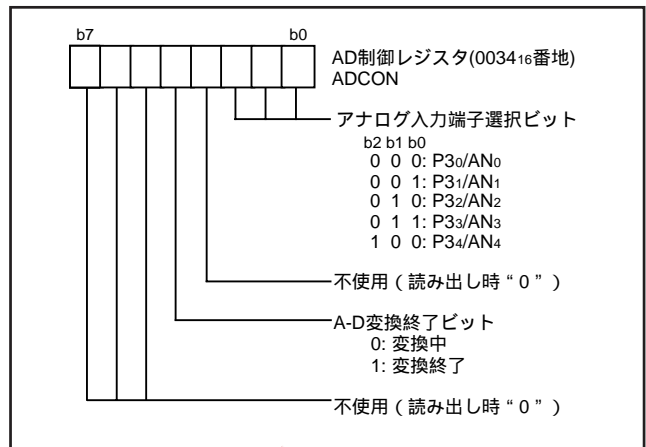 b7 b0
AD制御レジスタ(0034₁₆番地)
ADCON
アナログ入力端子選択ビット
b2 b1 b0
0 0 0: P3₀/AN₀
0 0 1: P3₁/AN₁
0 1 0: P3₂/AN₂
0 1 1: P3₃/AN₃
1 0 0: P3₄/AN₄
不使用 ( 読み出し時 “ 0 ” )
A-D変換終了ビット
0: 変換中
1: 変換終了
不使用 ( 読み出し時 “ 0 ” )